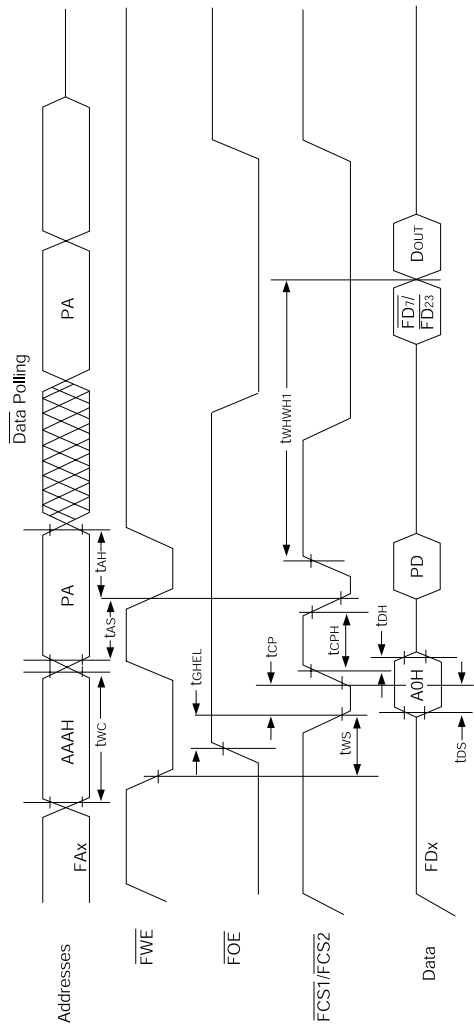 Data Polling
Addresses
FAx
AAAH
PA
PA
tWC
tAS
tAH
FWE
tGHEL
FOE
tCP
tWHWH1
FCS1/FCS2
tWS
tCPH
tDH
Data
FDx
A0H
PD
FD7/
FD23
DOUT
tDS